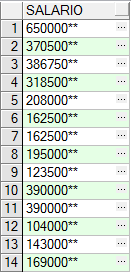 SALARIO
1 650000** ...
2 370500** ...
3 386750** ...
4 318500** ...
5 208000** ...
6 162500** ...
7 162500** ...
8 195000** ...
9 123500** ...
10 390000** ...
11 390000** ...
12 104000** ...
13 143000** ...
14 169000** ...